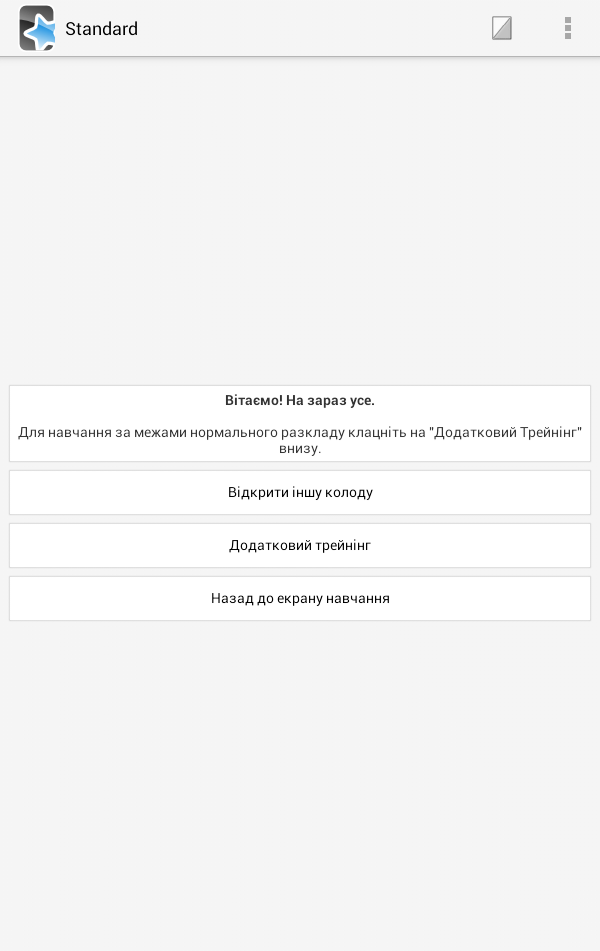 Standard
Вітаємо! На зараз усе.
Для навчання за межами нормального разкладу клацніть на "Додатковий Трейнінг"
внизу.
Відкрити іншу колоду
Додатковий трейнінг
Назад до екрану навчання